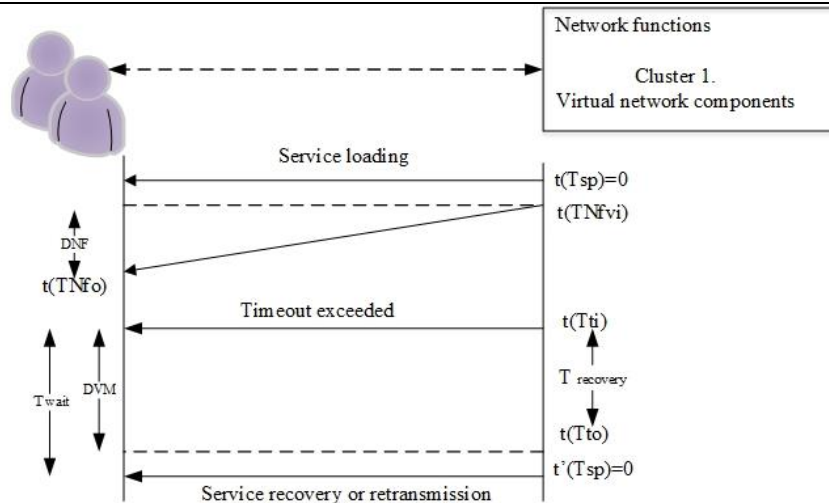 Network functions
Cluster 1.
Virtual network components
Service loading
t(Tsp)=0
t(TNfvi)
DNF
t(TNfo)
Timeout exceeded
t(Tti)
Twait
DVM
T recovery
t(Tto)
t’(Tsp)=0
Service recovery or retransmission